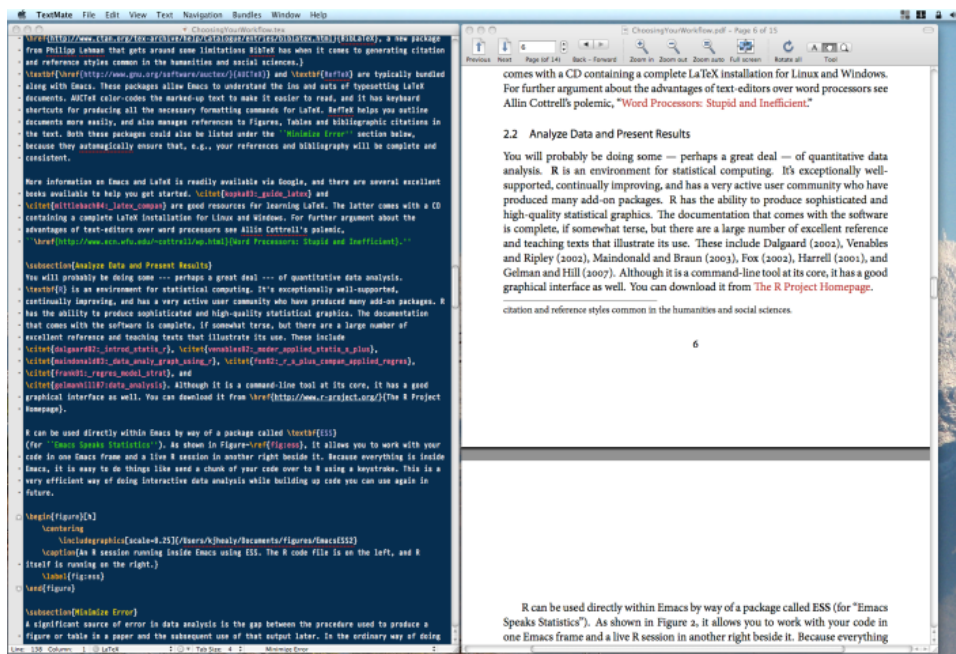 TextMate File Edit View Text Navigation Bundles Window Help
ChoosingYourWorkflow.tex
\href{http://www.ctan.org/tex-archive/help/Catalogue/entries/biblatex.html}{BibLaTeX}, a new package
from Philipp Lehman that gets around some limitations BibTeX has when it comes to generating citation
and reference styles common in the humanities and social sciences.}
\textbf{\href{http://www.gnu.org/software/auctex/}{AUCTeX}} and \textbf{RefTeX} are typically bundled
along with Emacs. These packages allow Emacs to understand the ins and outs of typesetting LaTeX
documents. AUCTeX color-codes the marked-up text to make it easier to read, and it has keyboard
shortcuts for producing all the necessary formatting commands for LaTeX. RefTeX helps you outline
documents more easily, and also manages references to Figures, Tables and bibliographic citations in
the text. Both these packages could also be listed under the ``Minimize Error'' section below,
because they automagically ensure that, e.g., your references and bibliography will be complete and
consistent.
More information on Emacs and LaTeX is readily available via Google, and there are several excellent
books available to help you get started. \citet{kopka03:_guide_latex} and
\citet{mittlebach04:_latex_compan} are good resources for learning LaTeX. The latter comes with a CD
containing a complete LaTeX installation for Linux and Windows. For further argument about the
advantages of text-editors over word processors see Allin Cottrell's polemic,
``\href{http://www.ecn.wfu.edu/~cottrell/wp.html}{Word Processors: Stupid and Inefficient}.''
\subsection{Analyze Data and Present Results}
You will probably be doing some --- perhaps a great deal --- of quantitative data analysis.
\textbf{R} is an environment for statistical computing. It's exceptionally well-supported,
continually improving, and has a very active user community who have produced many add-on packages. R
has the ability to produce sophisticated and high-quality statistical graphics. The documentation
that comes with the software is complete, if somewhat terse, but there are a large number of
excellent reference and teaching texts that illustrate its use. These include
\citet{dalgaard02:_introd_statis_r}, \citet{venables02:_moder_applied_statis_s_plus},
\citet{maindonald03:_data_analy_graph_using_r}, \citet{fox02:_r_s_plus_compan_applied_regres},
\citet{frank01:_regres_model_strat}, and
\citet{gelmanhill07:data_analysis}. Although it is a command-line tool at its core, it has a good
graphical interface as well. You can download it from \href{http://www.r-project.org/}{The R Project
Homepage}.
R can be used directly within Emacs by way of a package called \textbf{ESS}
(for ``Emacs Speaks Statistics''). As shown in Figure~\ref{fig:ess}, it allows you to work with your
code in one Emacs frame and a live R session in another right beside it. Because everything is inside
Emacs, it is easy to do things like send a chunk of your code over to R using a keystroke. This is a
very efficient way of doing interactive data analysis while building up code you can use again in
future.
\begin{figure}[h]
\centering
\includegraphics[scale=0.25]{/Users/kjhealy/Documents/figures/EmacsESS2}
\caption{An R session running inside Emacs using ESS. The R code file is on the left, and R
itself is running on the right.}
\label{fig:ess}
\end{figure}
\subsection{Minimize Error}
A significant source of error in data analysis is the gap between the procedure used to produce a
figure or table in a paper and the subsequent use of that output later. In the ordinary way of doing
Line: 138 Column: 1 LaTeX Tab Size: 4 Minimize Error
ChoosingYourWorkflow.pdf - Page 6 of 15
6
Previous Next Page (of 14) Back - Forward Zoom in Zoom out Zoom auto Full screen Rotate all Tool
comes with a CD containing a complete LaTeX installation for Linux and Windows.
For further argument about the advantages of text-editors over word processors see
Allin Cottrell's polemic, “Word Processors: Stupid and Inefficient.”
2.2 Analyze Data and Present Results
You will probably be doing some — perhaps a great deal — of quantitative data
analysis. R is an environment for statistical computing. It's exceptionally well-
supported, continually improving, and has a very active user community who have
produced many add-on packages. R has the ability to produce sophisticated and
high-quality statistical graphics. The documentation that comes with the software
is complete, if somewhat terse, but there are a large number of excellent reference
and teaching texts that illustrate its use. These include Dalgaard (2002), Venables
and Ripley (2002), Maindonald and Braun (2003), Fox (2002), Harrell (2001), and
Gelman and Hill (2007). Although it is a command-line tool at its core, it has a good
graphical interface as well. You can download it from The R Project Homepage.
citation and reference styles common in the humanities and social sciences.
6
R can be used directly within Emacs by way of a package called ESS (for “Emacs
Speaks Statistics”). As shown in Figure 2, it allows you to work with your code in
one Emacs frame and a live R session in another right beside it. Because everything